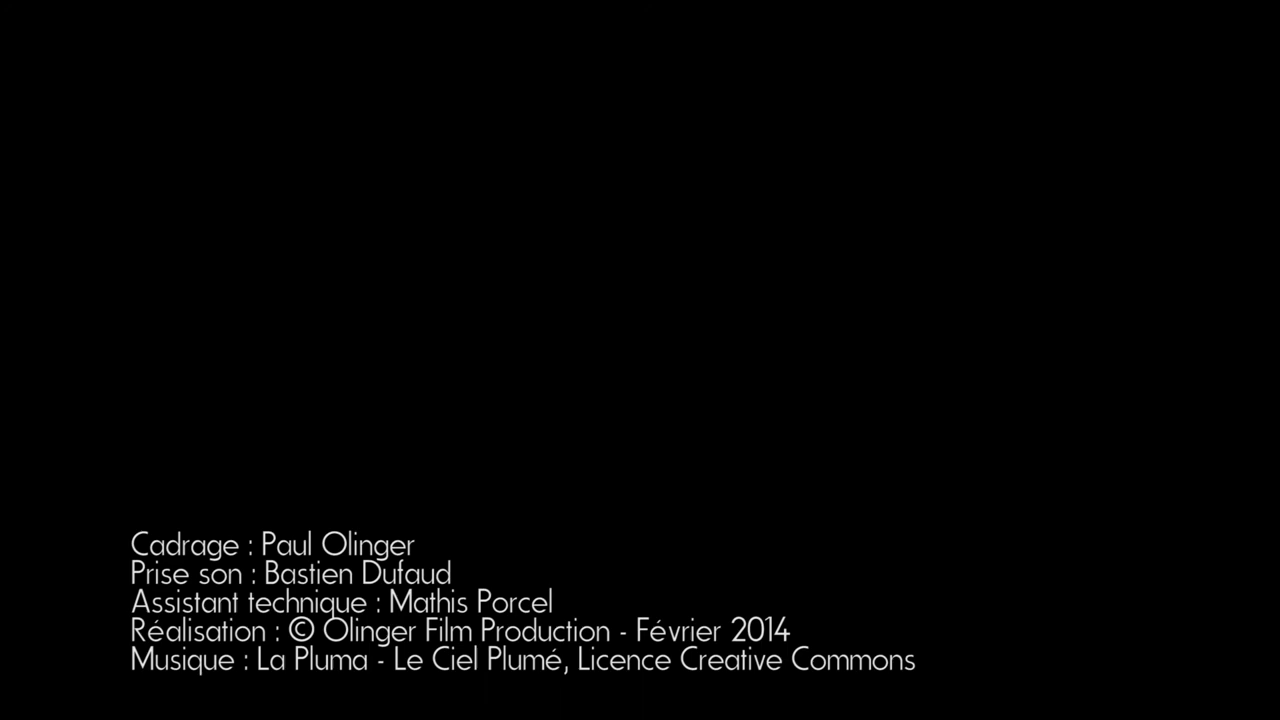 Cadrage : Paul Olinger
Prise son : Bastien Dufaud
Assistant technique : Mathis Porcel
Réalisation : © Olinger Film Production - Février 2014
Musique : La Pluma - Le Ciel Plumé, Licence Creative Commons